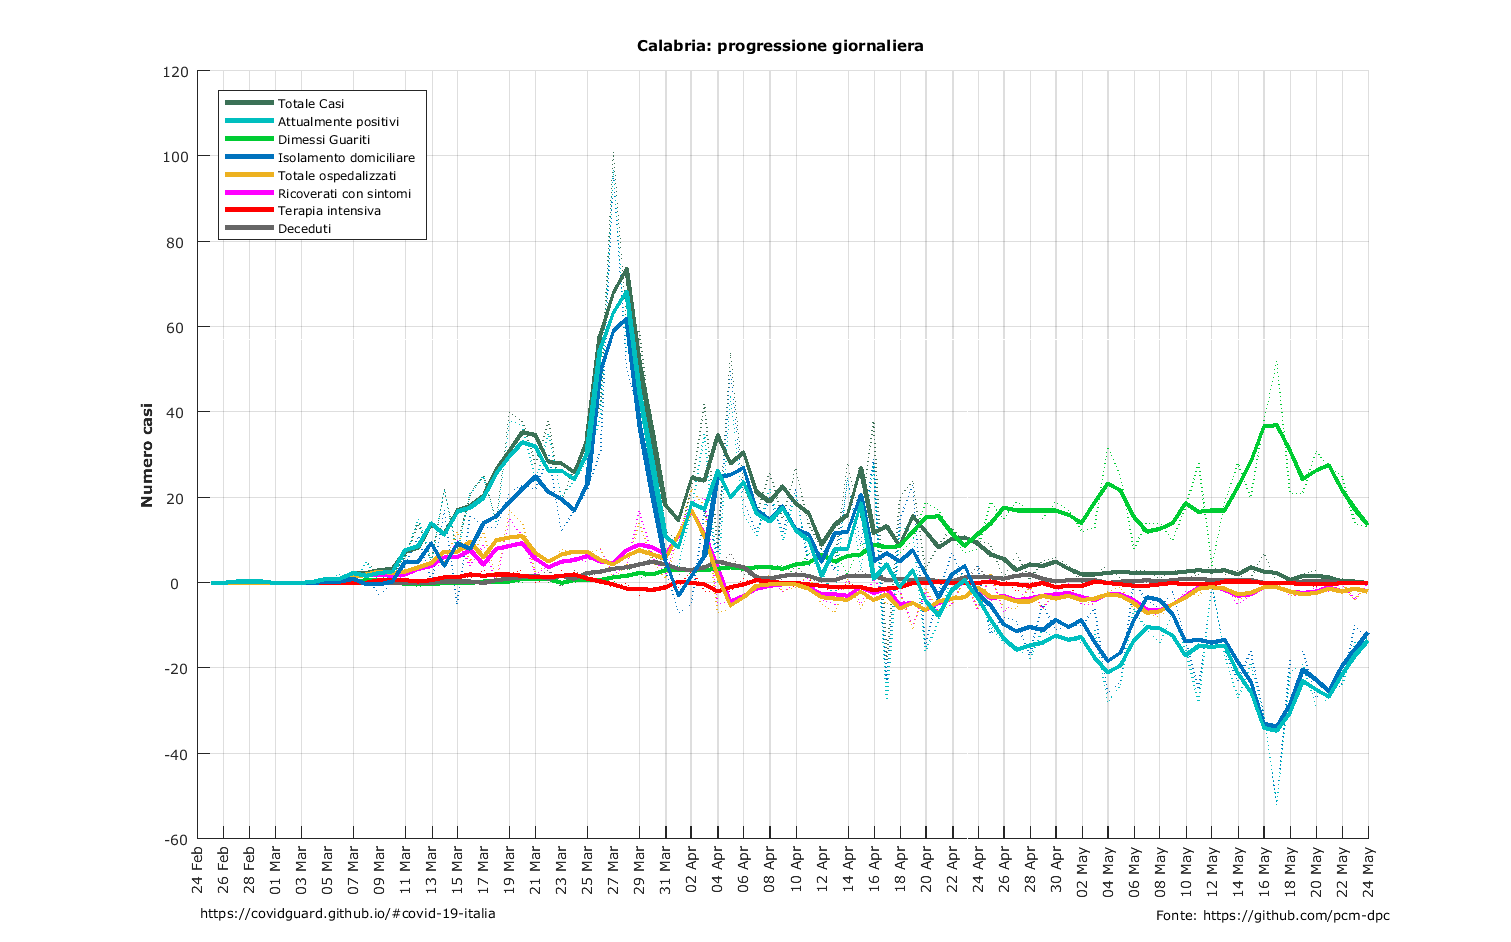 Calabria: progressione giornaliera
Numero casi
120
100
80
60
40
20
0
-20
-40
-60
Totale Casi
Attualmente positivi
Dimessi Guariti
Isolamento domiciliare
Totale ospedalizzati
Ricoverati con sintomi
Terapia intensiva
Deceduti
24 Feb
26 Feb
28 Feb
01 Mar
03 Mar
05 Mar
07 Mar
09 Mar
11 Mar
13 Mar
15 Mar
17 Mar
19 Mar
21 Mar
23 Mar
25 Mar
27 Mar
29 Mar
31 Mar
02 Apr
04 Apr
06 Apr
08 Apr
10 Apr
12 Apr
14 Apr
16 Apr
18 Apr
20 Apr
22 Apr
24 Apr
26 Apr
28 Apr
30 Apr
02 May
04 May
06 May
08 May
10 May
12 May
14 May
16 May
18 May
20 May
22 May
24 May
https://covidguard.github.io/#covid-19-italia
Fonte: https://github.com/pcm-dpc